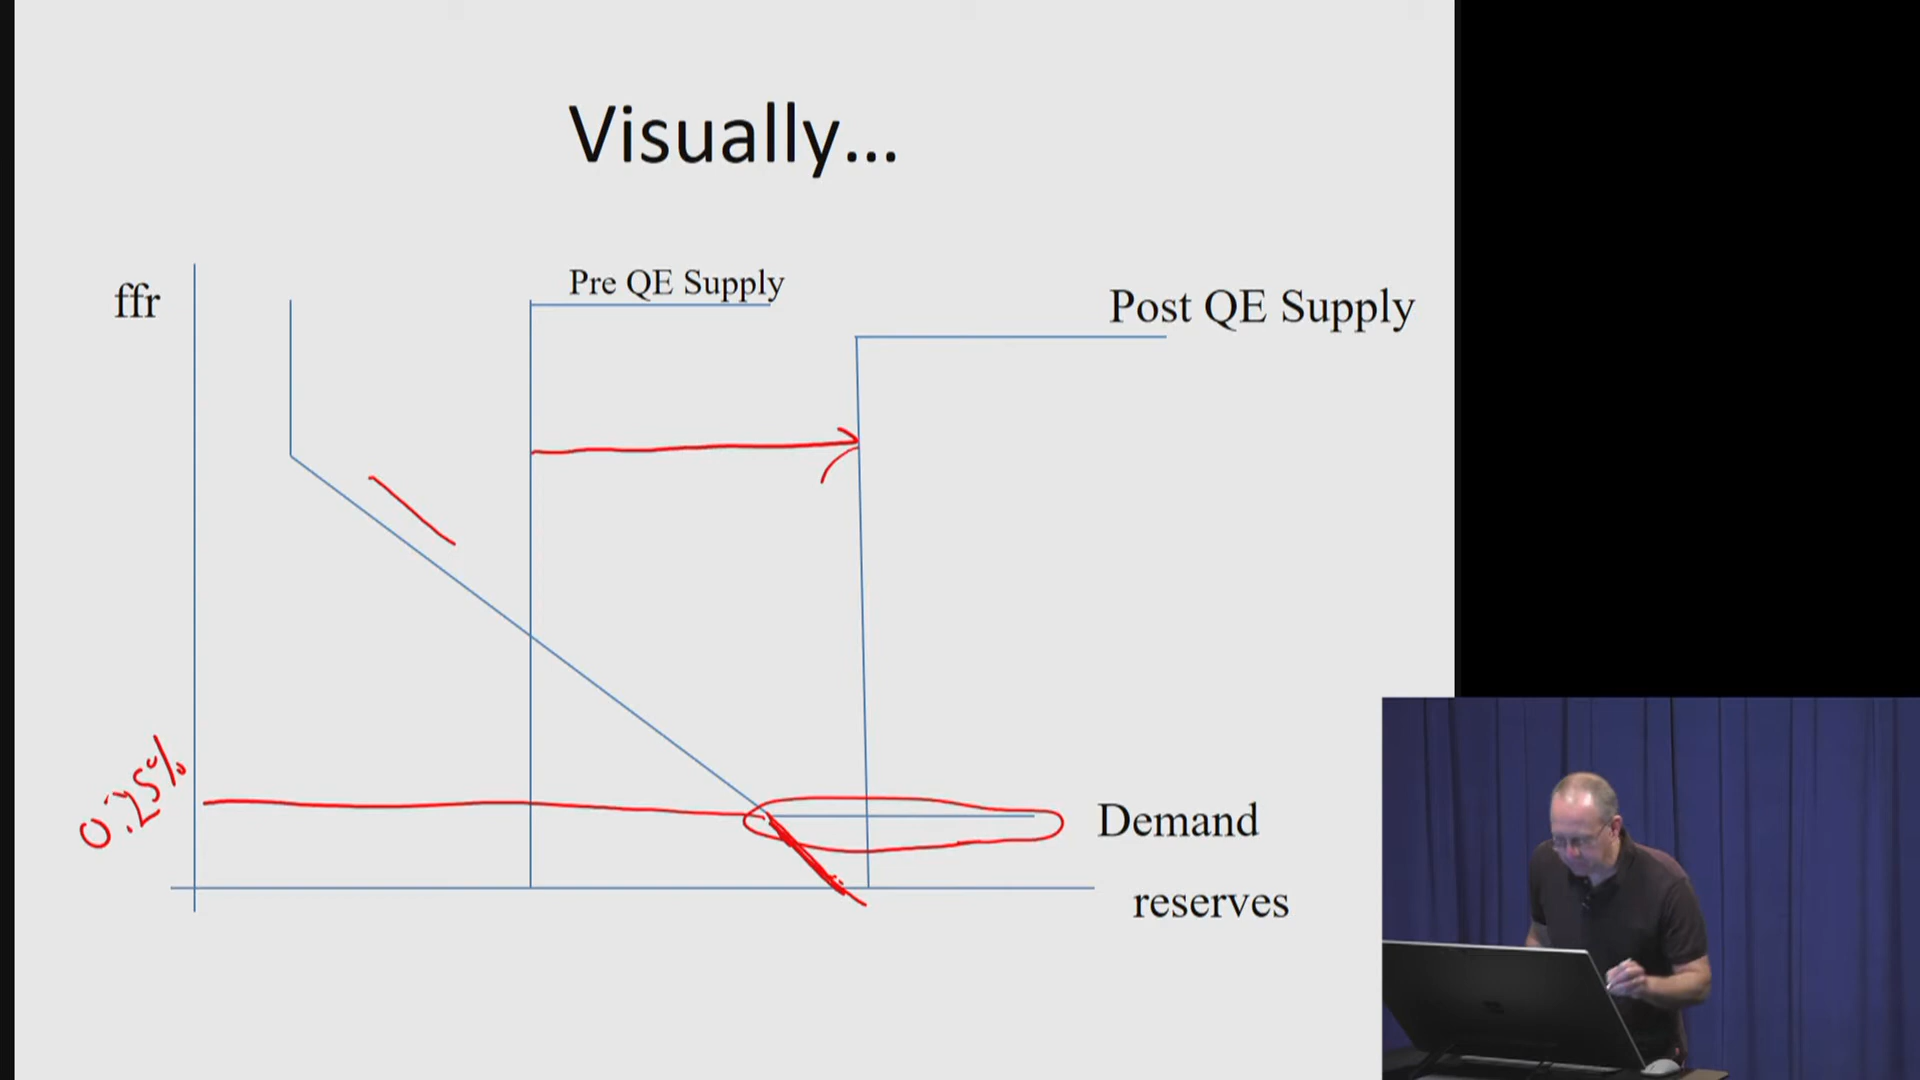 Visually...
ffr
Pre QE Supply
Post QE Supply
0.25%
Demand
reserves